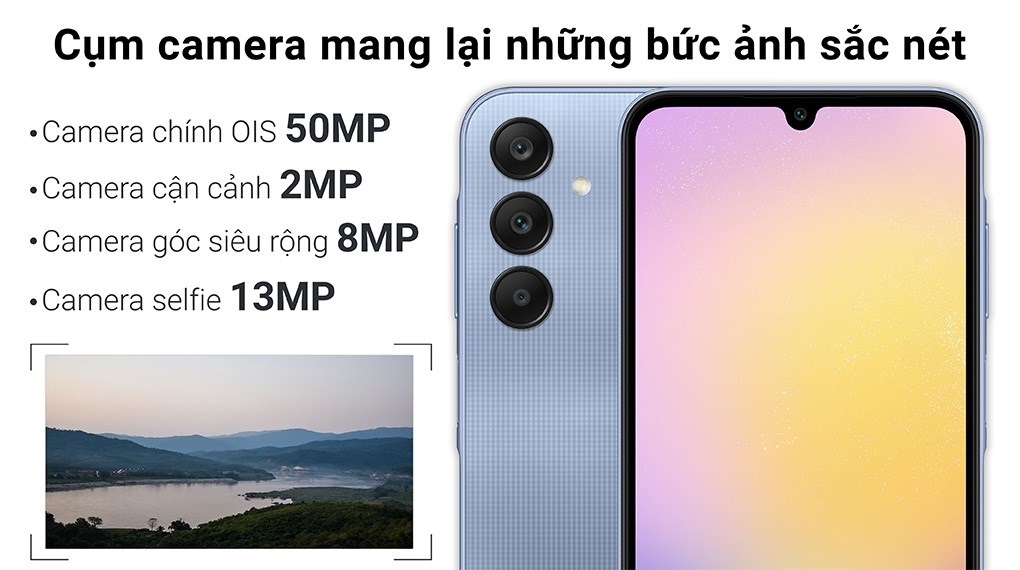 Cụm camera mang lại những bức ảnh sắc nét
• Camera chính OIS 50MP
• Camera cận cảnh 2MP
• Camera góc siêu rộng 8MP
• Camera selfie 13MP